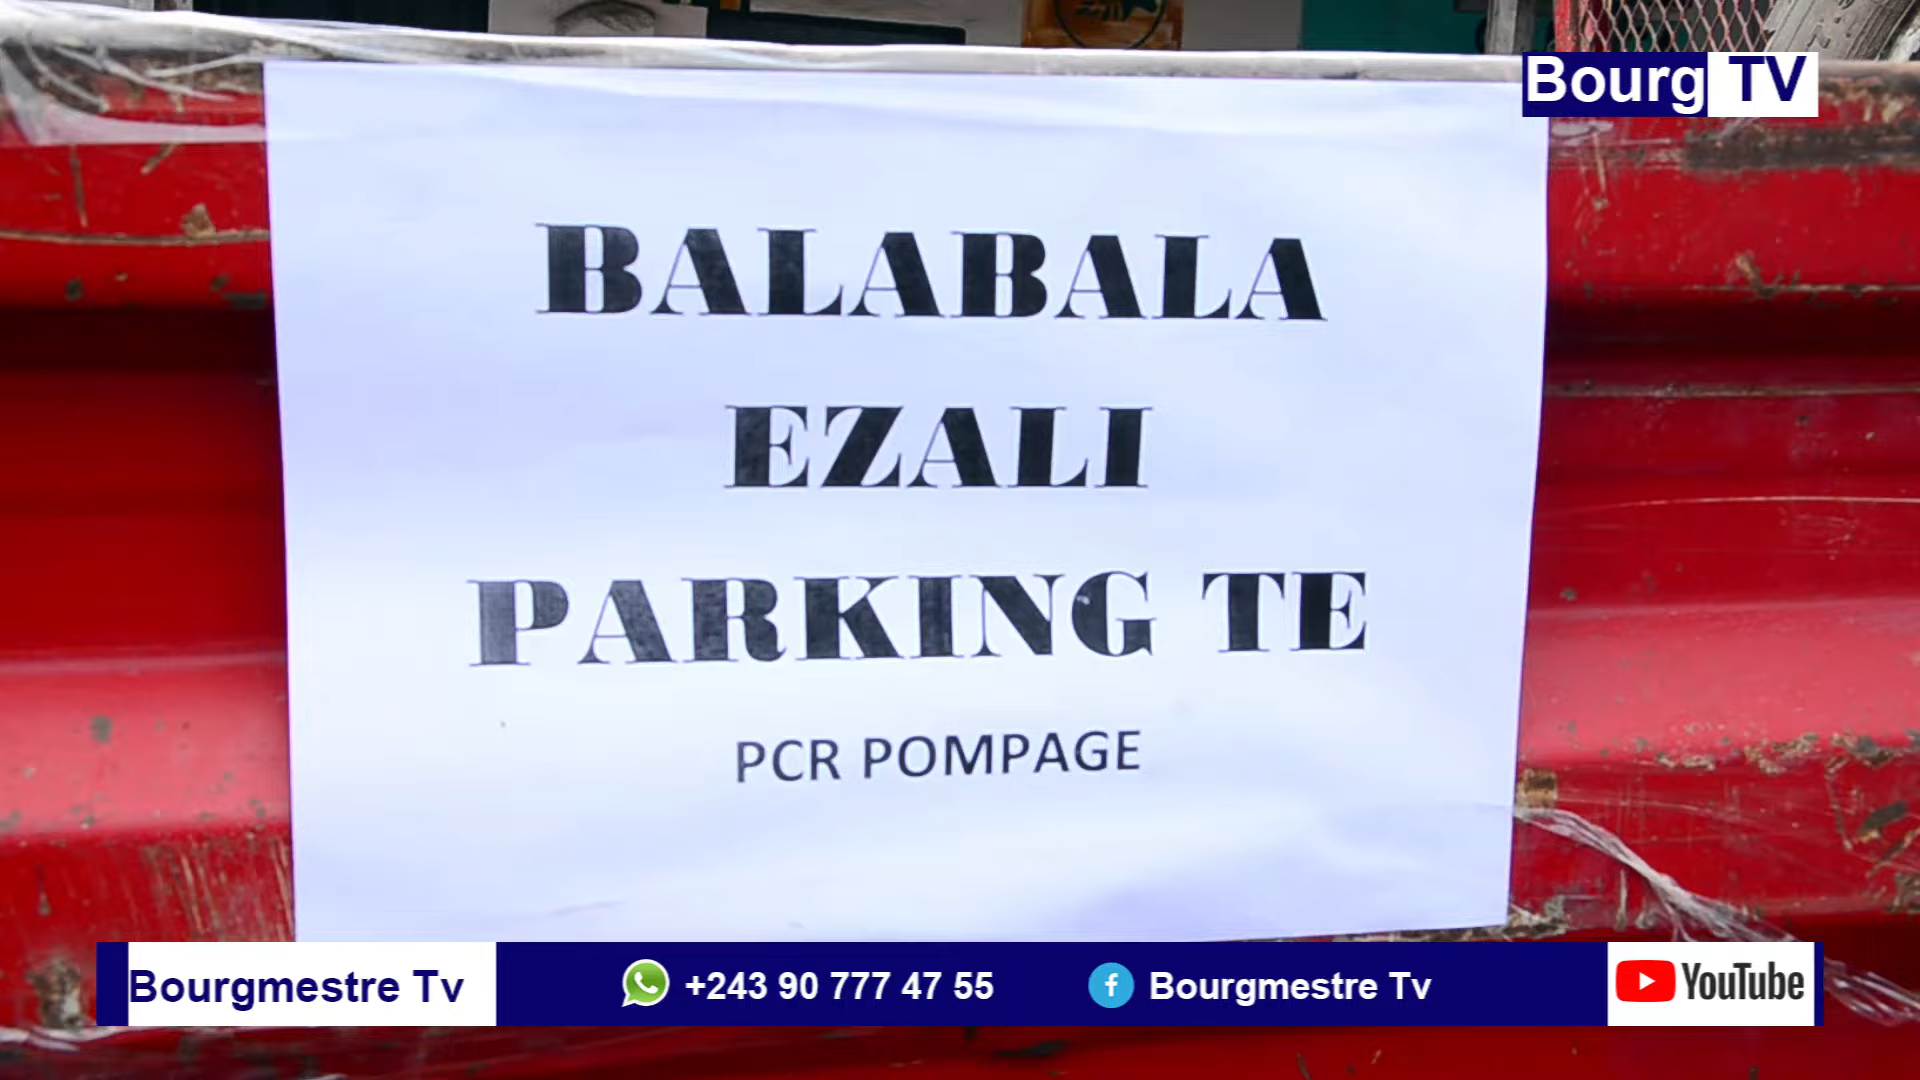 Bourg TV
BALABALA
EZALI
PARKING TE
PCR POMPAGE
Bourgmestre Tv
+243 90 777 47 55
Bourgmestre Tv
YouTube